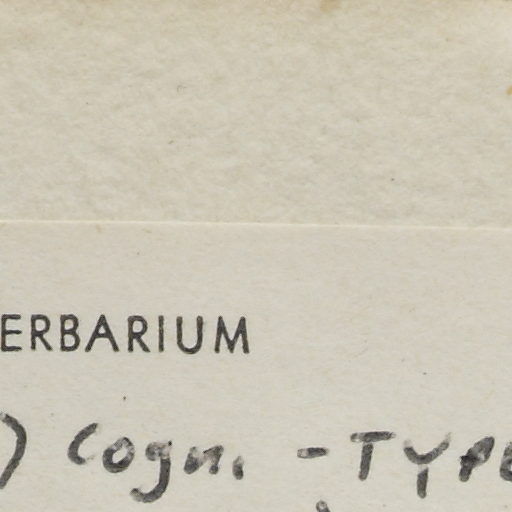 ERBARIUM
) Cogn. - TYPE